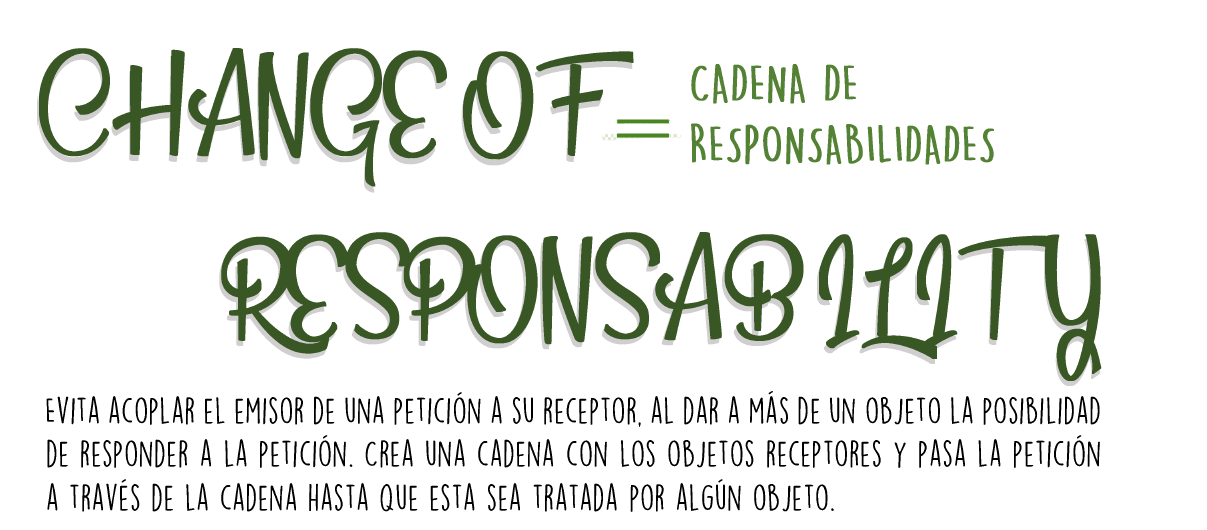 CHANGE OF =
CADENA DE
RESPONSABILIDADES
RESPONSABILITY
EVITA ACOPLAR EL EMISOR DE UNA PETICIÓN A SU RECEPTOR, AL DAR A MÁS DE UN OBJETO LA POSIBILIDAD
DE RESPONDER A LA PETICIÓN. CREA UNA CADENA CON LOS OBJETOS RECEPTORES Y PASA LA PETICIÓN
A TRAVÉS DE LA CADENA HASTA QUE ESTA SEA TRATADA POR ALGÚN OBJETO.